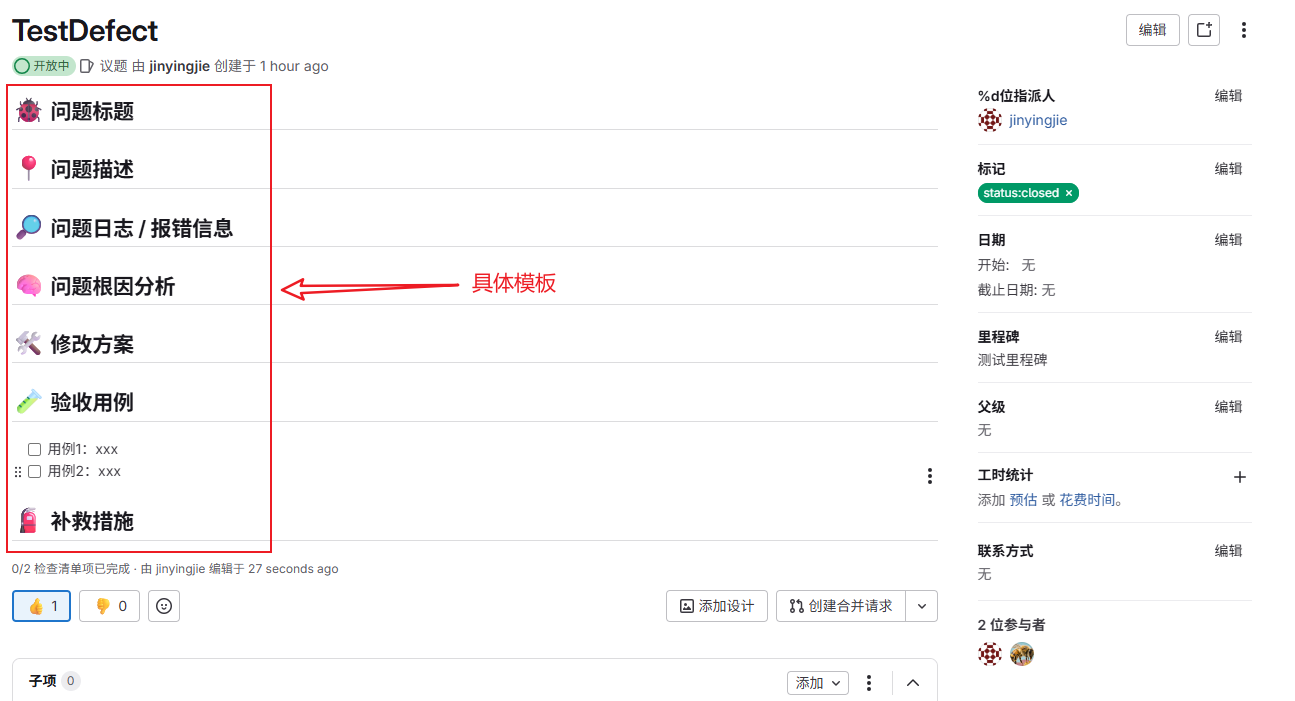 TestDefect
编辑
开放中 议题 由 jinyingjie 创建于 1 hour ago
问题标题
问题描述
问题日志 / 报错信息
问题根因分析
具体模板
修改方案
验收用例
用例1：xxx
用例2：xxx
补救措施
0/2 检查清单项已完成 · 由 jinyingjie 编辑于 27 seconds ago
1
0
添加设计
创建合并请求
子项 0
添加
%d位指派人 编辑
jinyingjie
标记 编辑
status:closed ×
日期 编辑
开始: 无
截止日期: 无
里程碑 编辑
测试里程碑
父级 编辑
无
工时统计
添加 预估 或 花费时间。
联系方式 编辑
无
2 位参与者